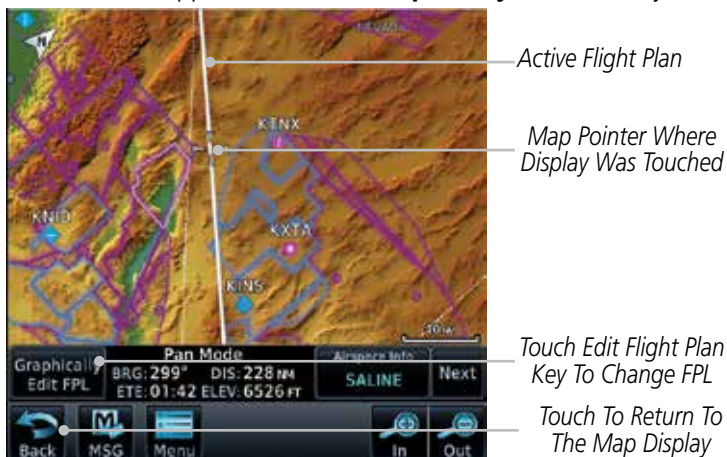 NEVADA
Active Flight Plan
N
KTNX
Map Pointer Where
Display Was Touched
KNID
KXTA
KINS
Graphically
Edit FPL
Pan Mode
BRG: 299° DIS: 228 NM
ETE: 01:42 ELEV: 6526 FT
Airspace Info
SALINE
Next
Touch Edit Flight Plan
Key To Change FPL
Back
MSG
Menu
In
Out
Touch To Return To
The Map Display